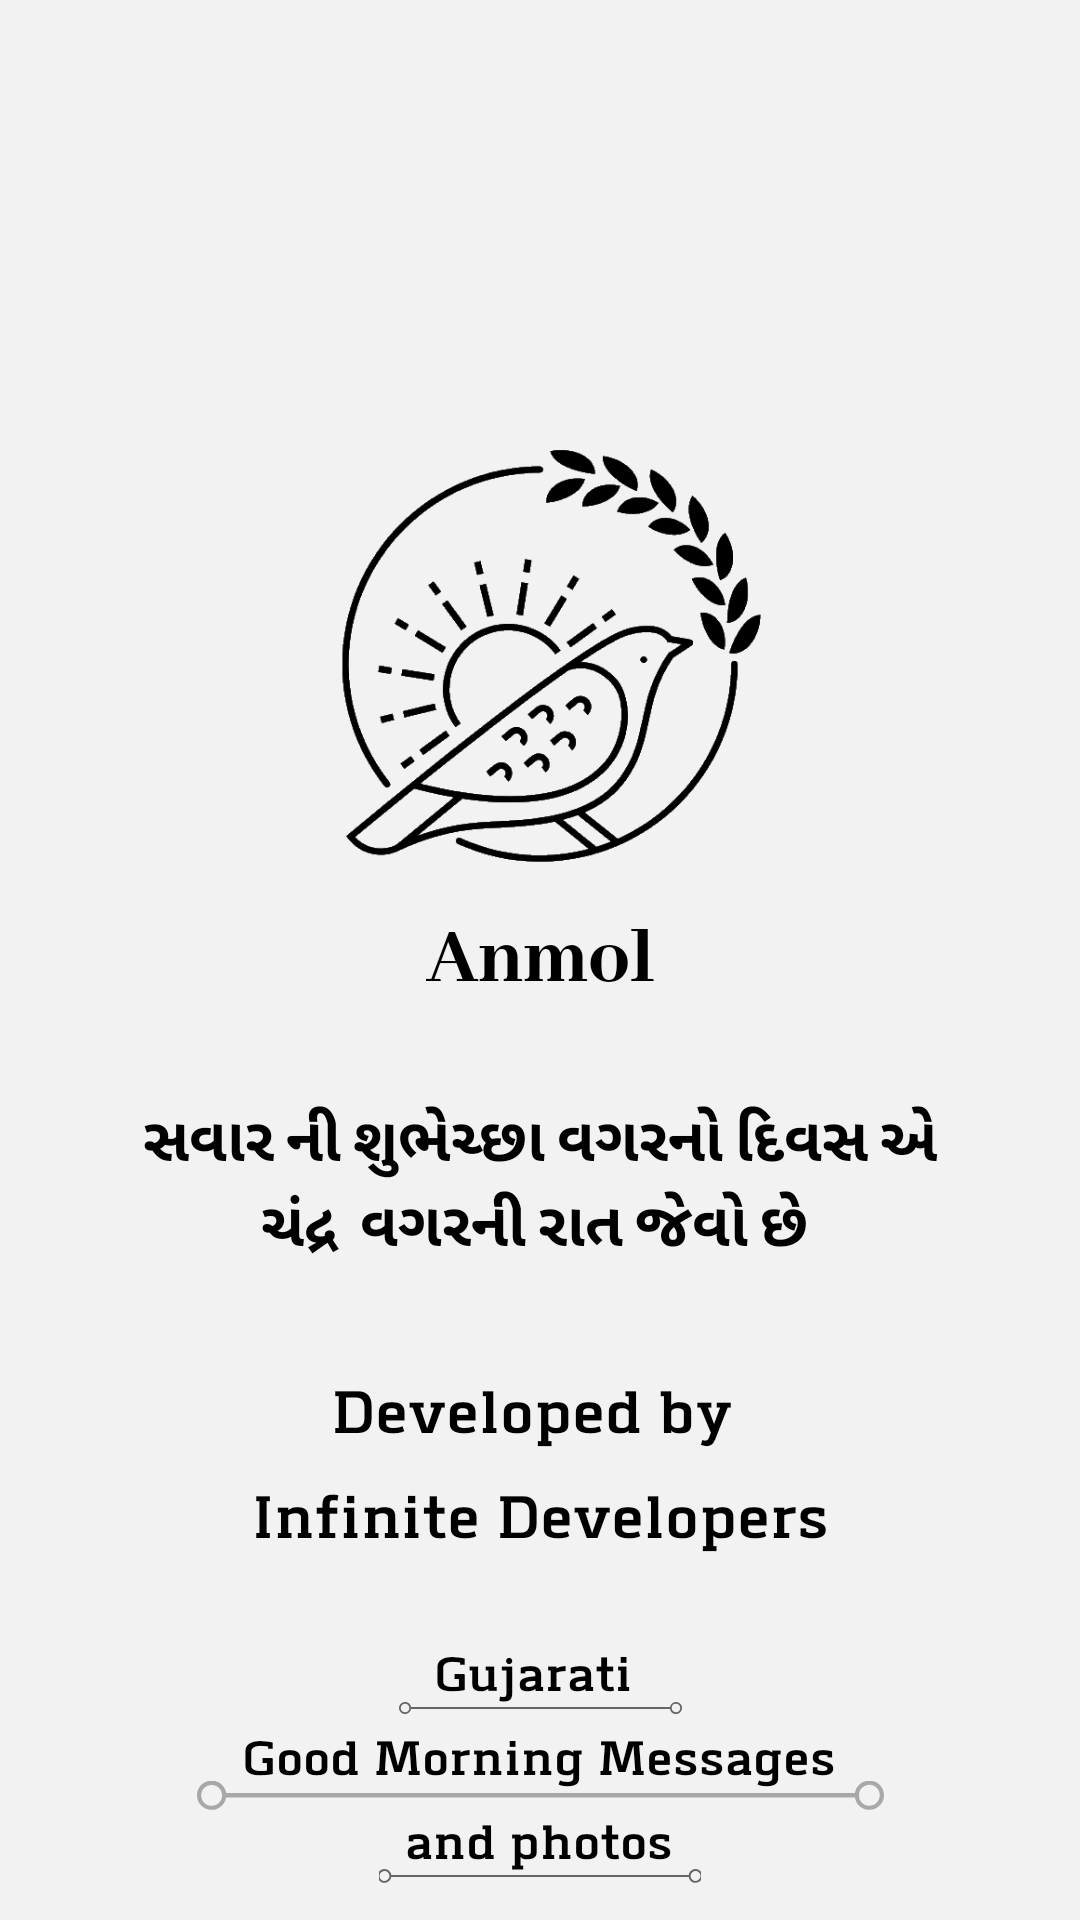 Anmol
સવાર ની શુભેચ્છા વગરનો દિવસ એ
ચંદ્ર વગરની રાત જેવો છે
Developed by
Infinite Developers
Gujarati
Good Morning Messages
and photos